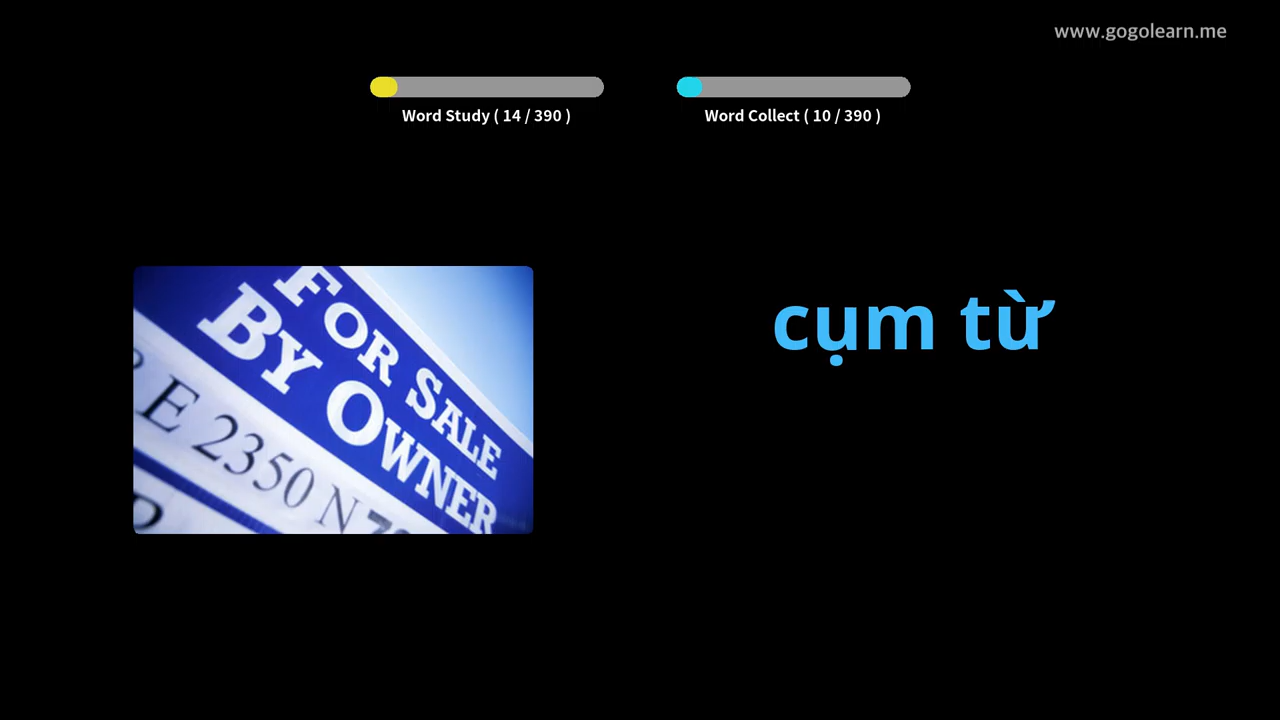 www.gogolearn.me
Word Study ( 14 / 390 )
Word Collect ( 10 / 390 )
FOR SALE
BY OWNER
E 2350 N
cụm từ